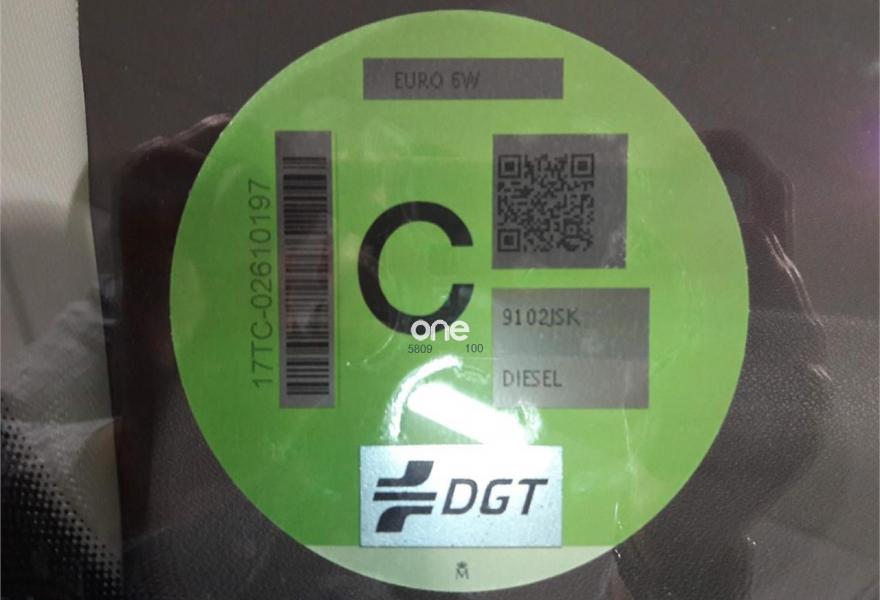 EURO 6W
17TC-02610197
C
9102JSK
DIESEL
one
5809 100
DGT
M